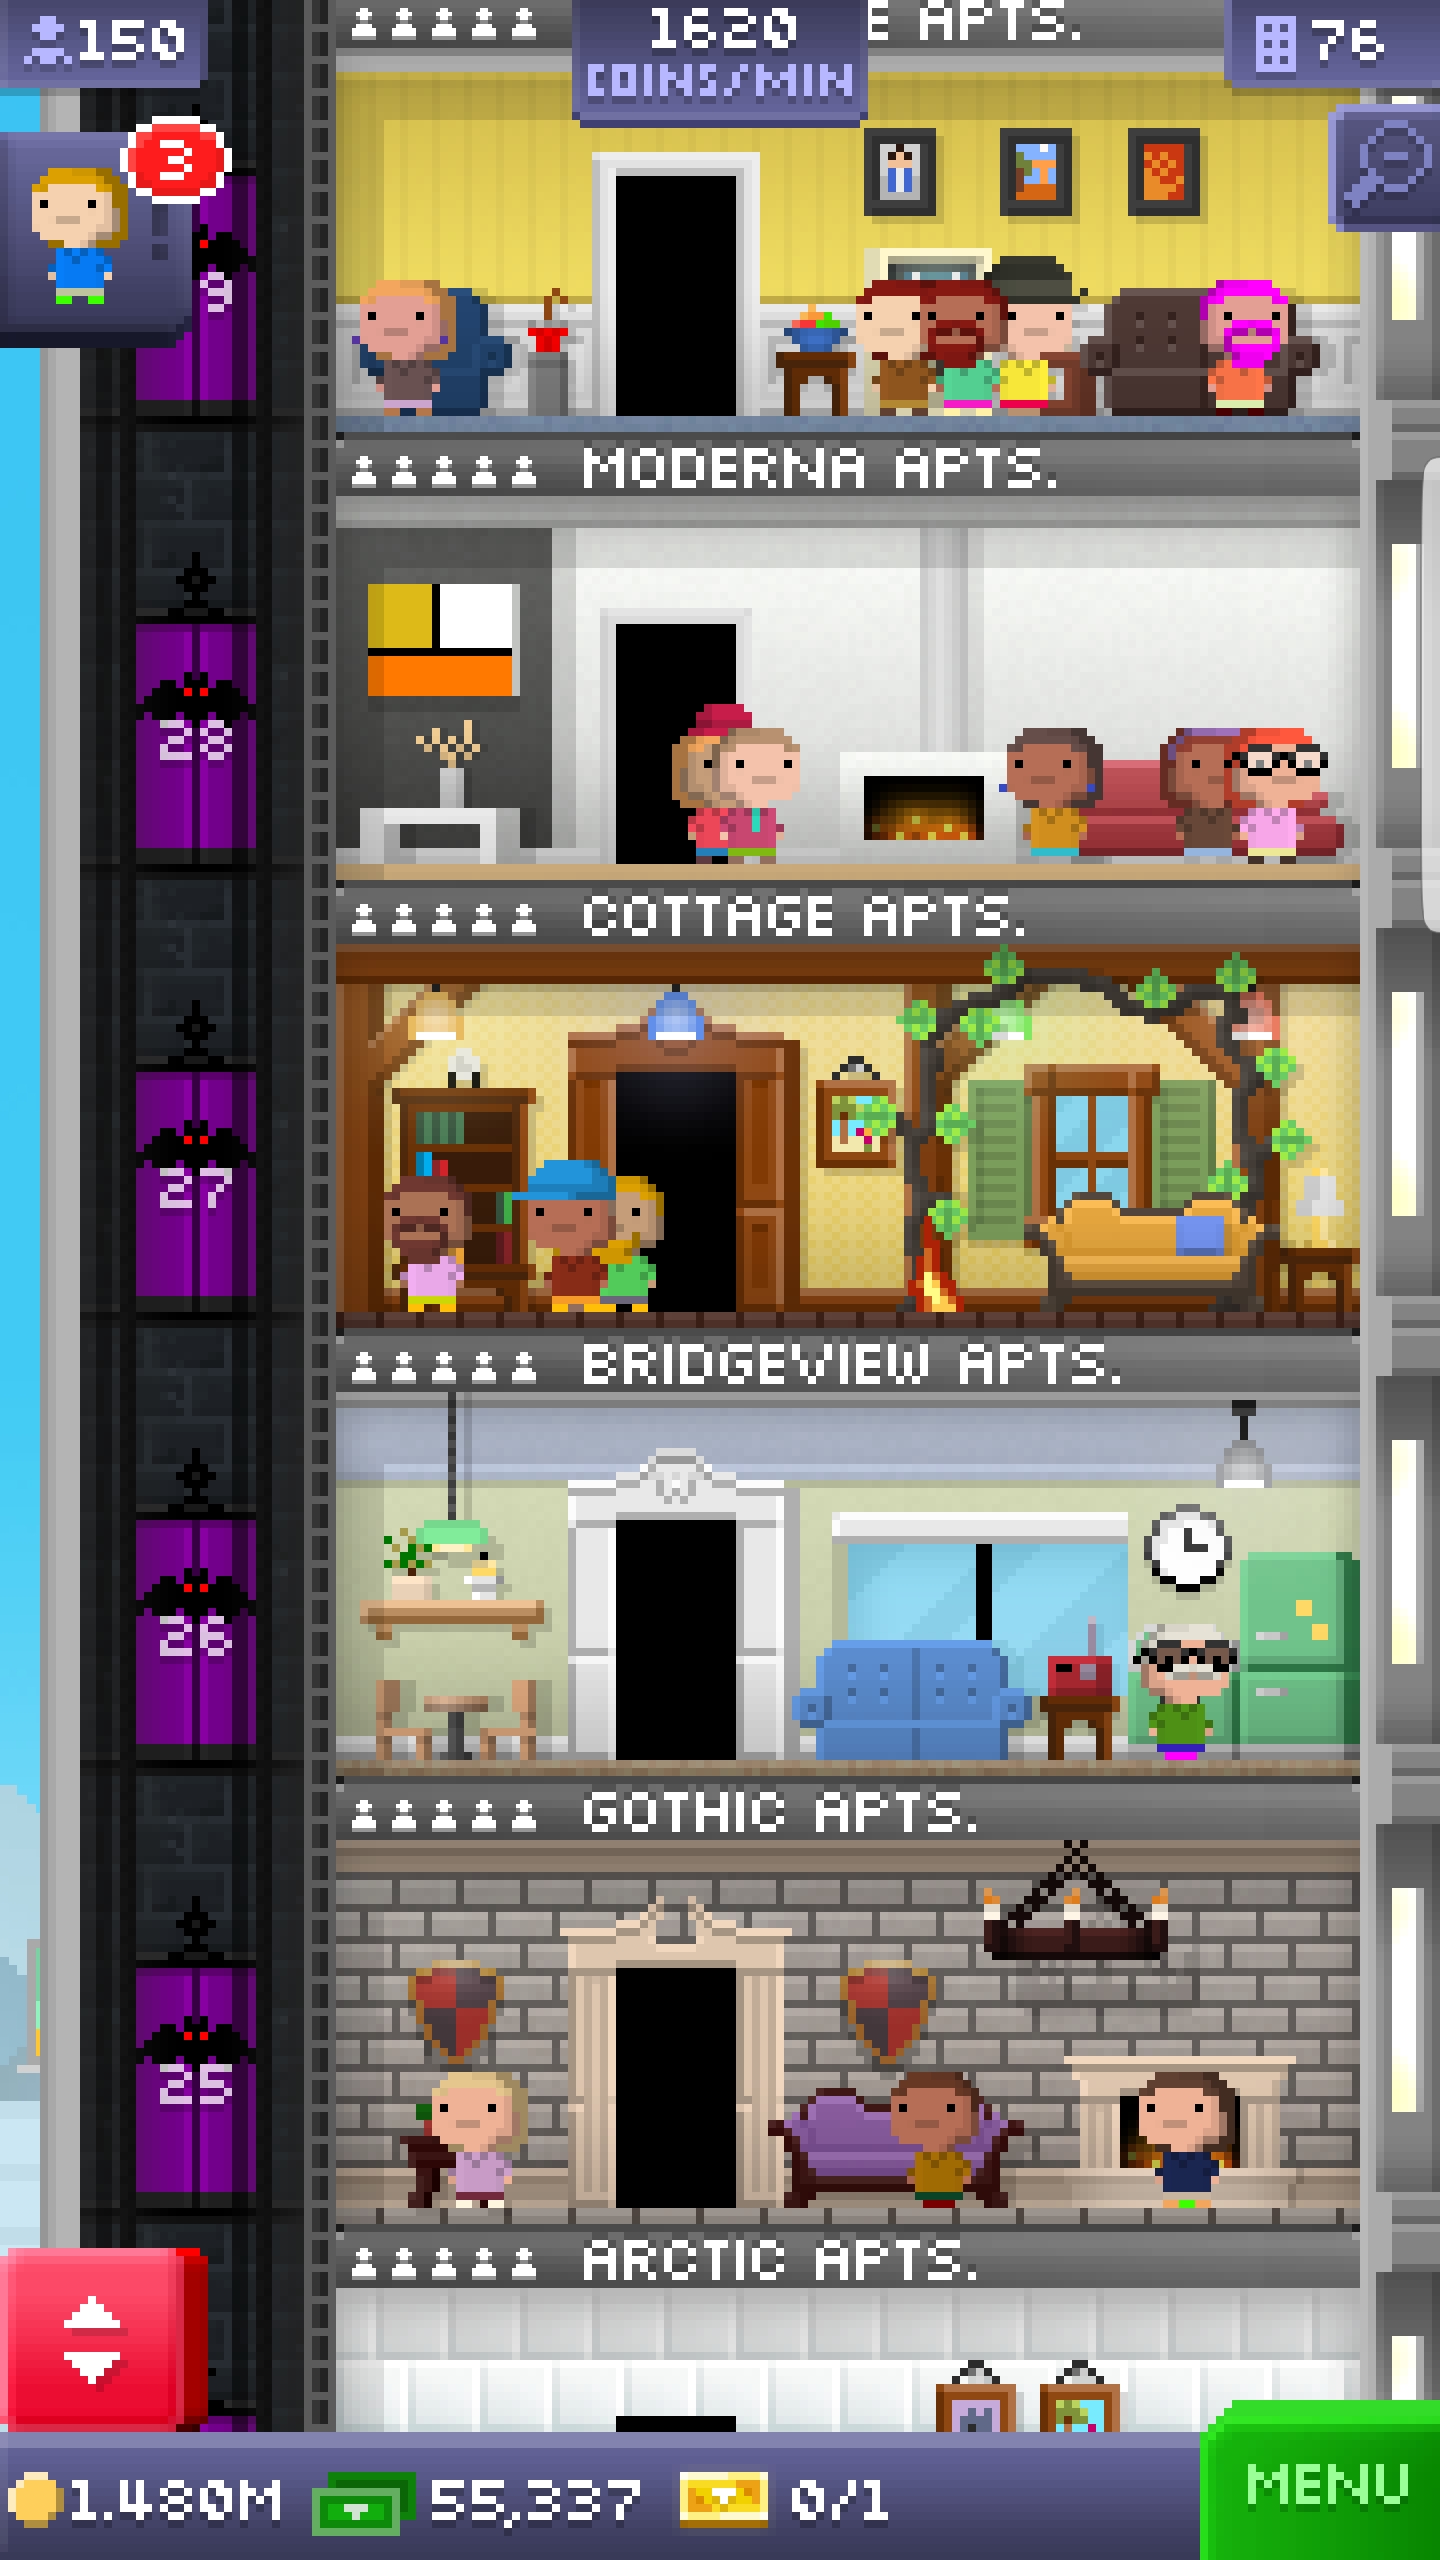 150
1620
COINS/MIN
E APTS.
76
3
9
MODERNA APTS.
28
COTTAGE APTS.
27
BRIDGEVIEW APTS.
26
GOTHIC APTS.
25
ARCTIC APTS.
1.480M
55,337
0/1
MENU